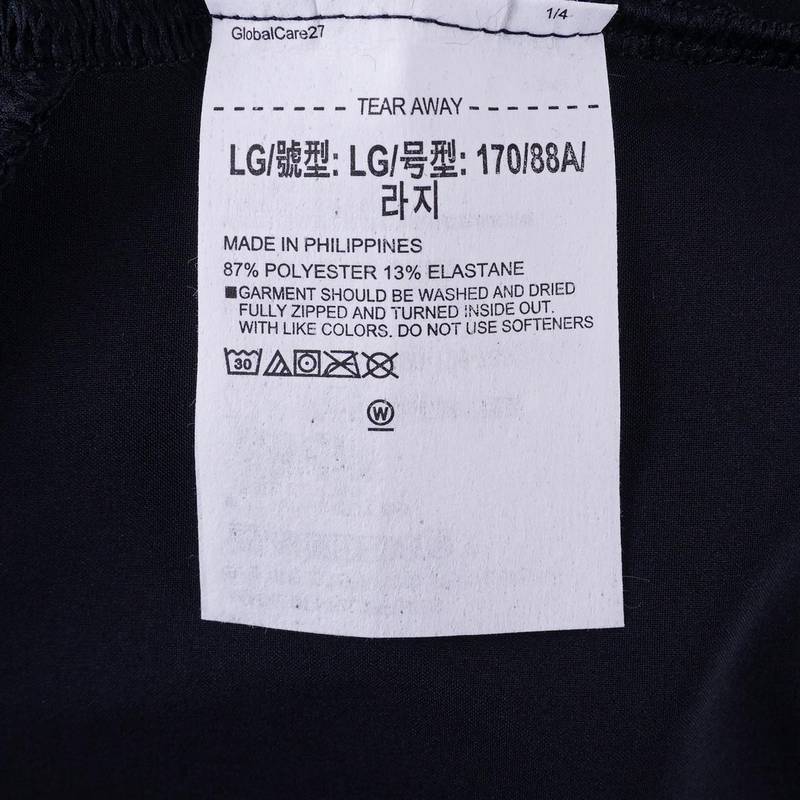 1/4
GlobalCare27
TEAR AWAY
LG/號型: LG/号型: 170/88A/
라지
MADE IN PHILIPPINES
87% POLYESTER 13% ELASTANE
■GARMENT SHOULD BE WASHED AND DRIED
FULLY ZIPPED AND TURNED INSIDE OUT.
WITH LIKE COLORS. DO NOT USE SOFTENERS
30
W